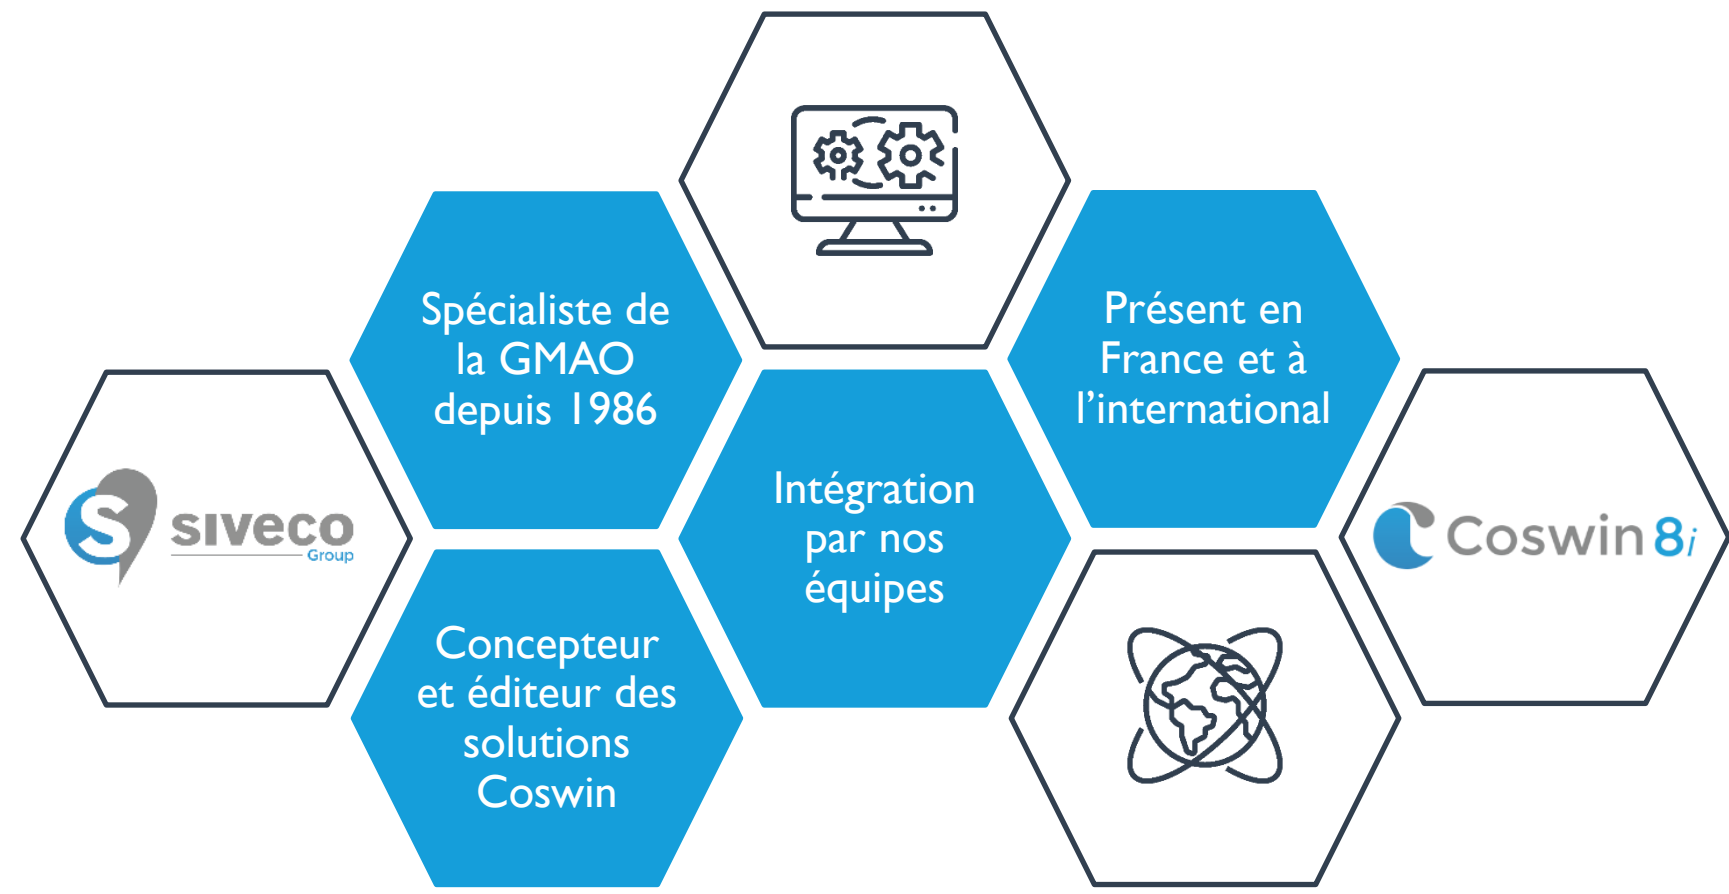 Spécialiste de
la GMAO
depuis 1986
Présent en
France et à
l’international
siveco
Group
Intégration
par nos
équipes
Coswin 8i
Concepteur
et éditeur des
solutions
Coswin